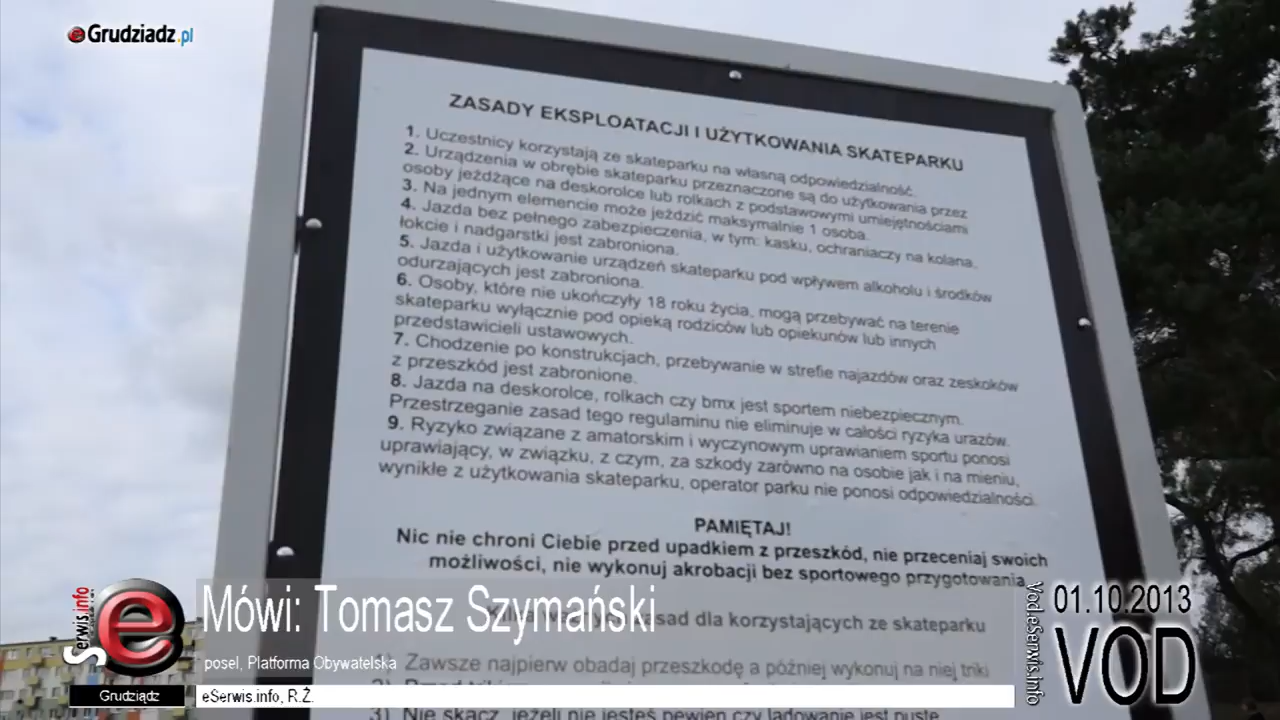 eGrudziadz.pl
ZASADY EKSPLOATACJI I UŻYTKOWANIA SKATEPARKU
1. Uczestnicy korzystają ze skateparku na własną odpowiedzialność.
2. Urządzenia w obrębie skateparku przeznaczone są do użytkowania przez
osoby jeżdżące na deskorolce lub rolkach z podstawowymi umiejętnościami
3. Na jednym elemencie może jeździć maksymalnie 1 osoba.
4. Jazda bez pełnego zabezpieczenia, w tym: kasku, ochraniaczy na kolana,
łokcie i nadgarstki jest zabroniona.
5. Jazda i użytkowanie urządzeń skateparku pod wpływem alkoholu i środków
odurzających jest zabroniona.
6. Osoby, które nie ukończyły 18 roku życia, mogą przebywać na terenie
skateparku wyłącznie pod opieką rodziców lub opiekunów lub innych
przedstawicieli ustawowych.
7. Chodzenie po konstrukcjach, przebywanie w strefie najazdów oraz zeskoków
z przeszkód jest zabronione.
8. Jazda na deskorolce, rolkach czy bmx jest sportem niebezpiecznym.
Przestrzeganie zasad tego regulaminu nie eliminuje w całości ryzyka urazów.
9. Ryzyko związane z amatorskim i wyczynowym uprawianiem sportu ponosi
uprawiający, w związku, z czym, za szkody zarówno na osobie jak i na mieniu,
wynikłe z użytkowania skateparku, operator parku nie ponosi odpowiedzialności.
PAMIĘTAJ!
Nic nie chroni Ciebie przed upadkiem z przeszkód, nie przeceniaj swoich
możliwości, nie wykonuj akrobacji bez sportowego przygotowania.
zasad dla korzystających ze skateparku
Zawsze najpierw obadaj przeszkodę a później wykonuj na niej triki
3) Nie skacz, jeżeli nie jesteś pewien czy lądowanie jest puste
Mówi: Tomasz Szymański
poseł, Platforma Obywatelska
Serwis.info
e
Grudziądz
eSerwis.info, R.Ż.
Vod.eSerwis.info
01.10.2013
VOD